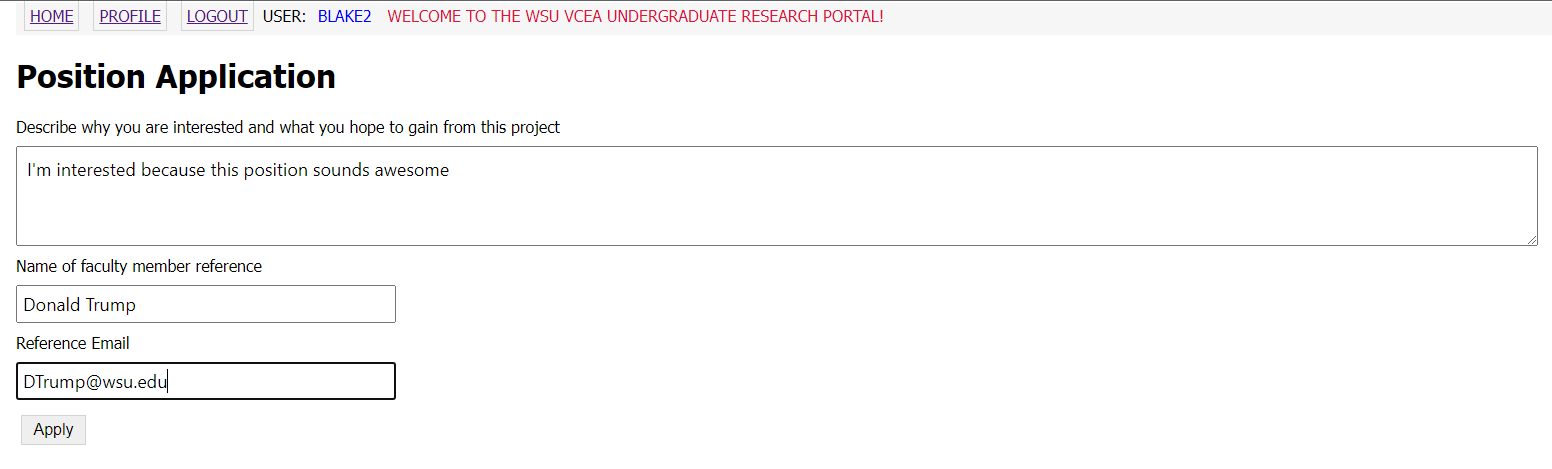 HOME PROFILE LOGOUT USER: BLAKE2 WELCOME TO THE WSU VCEA UNDERGRADUATE RESEARCH PORTAL!
Position Application
Describe why you are interested and what you hope to gain from this project
I'm interested because this position sounds awesome
Name of faculty member reference
Donald Trump
Reference Email
DTrump@wsu.edu
Apply